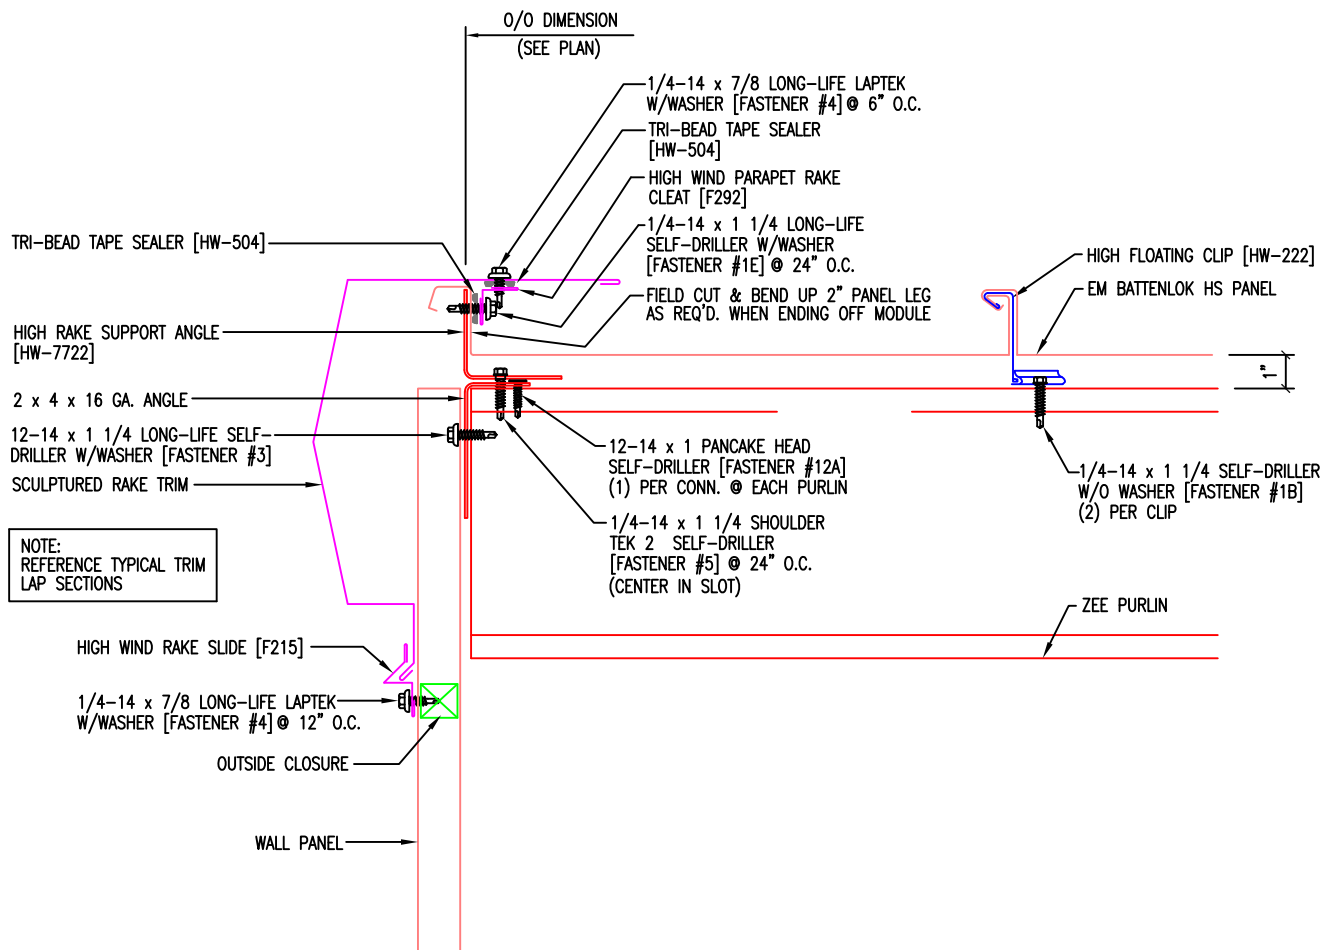 O/O DIMENSION
(SEE PLAN)
1/4-14 x 7/8 LONG-LIFE LAPTEK
W/WASHER [FASTENER #4] @ 6" O.C.
TRI-BEAD TAPE SEALER
[HW-504]
HIGH WIND PARAPET RAKE
CLEAT [F292]
1/4-14 x 1 1/4 LONG-LIFE
SELF-DRILLER W/WASHER
[FASTENER #1E] @ 24" O.C.
FIELD CUT & BEND UP 2" PANEL LEG
AS REQ'D. WHEN ENDING OFF MODULE
TRI-BEAD TAPE SEALER [HW-504]
HIGH RAKE SUPPORT ANGLE
[HW-7722]
2 x 4 x 16 GA. ANGLE
12-14 x 1 1/4 LONG-LIFE SELF-
DRILLER W/WASHER [FASTENER #3]
SCULPTURED RAKE TRIM
NOTE:
REFERENCE TYPICAL TRIM
LAP SECTIONS
HIGH WIND RAKE SLIDE [F215]
1/4-14 x 7/8 LONG-LIFE LAPTEK
W/WASHER [FASTENER #4] @ 12" O.C.
OUTSIDE CLOSURE
WALL PANEL
12-14 x 1 PANCAKE HEAD
SELF-DRILLER [FASTENER #12A]
(1) PER CONN. @ EACH PURLIN
1/4-14 x 1 1/4 SHOULDER
TEK 2 SELF-DRILLER
[FASTENER #5] @ 24" O.C.
(CENTER IN SLOT)
HIGH FLOATING CLIP [HW-222]
EM BATTENLOK HS PANEL
1"
1/4-14 x 1 1/4 SELF-DRILLER
W/O WASHER [FASTENER #1B]
(2) PER CLIP
ZEE PURLIN